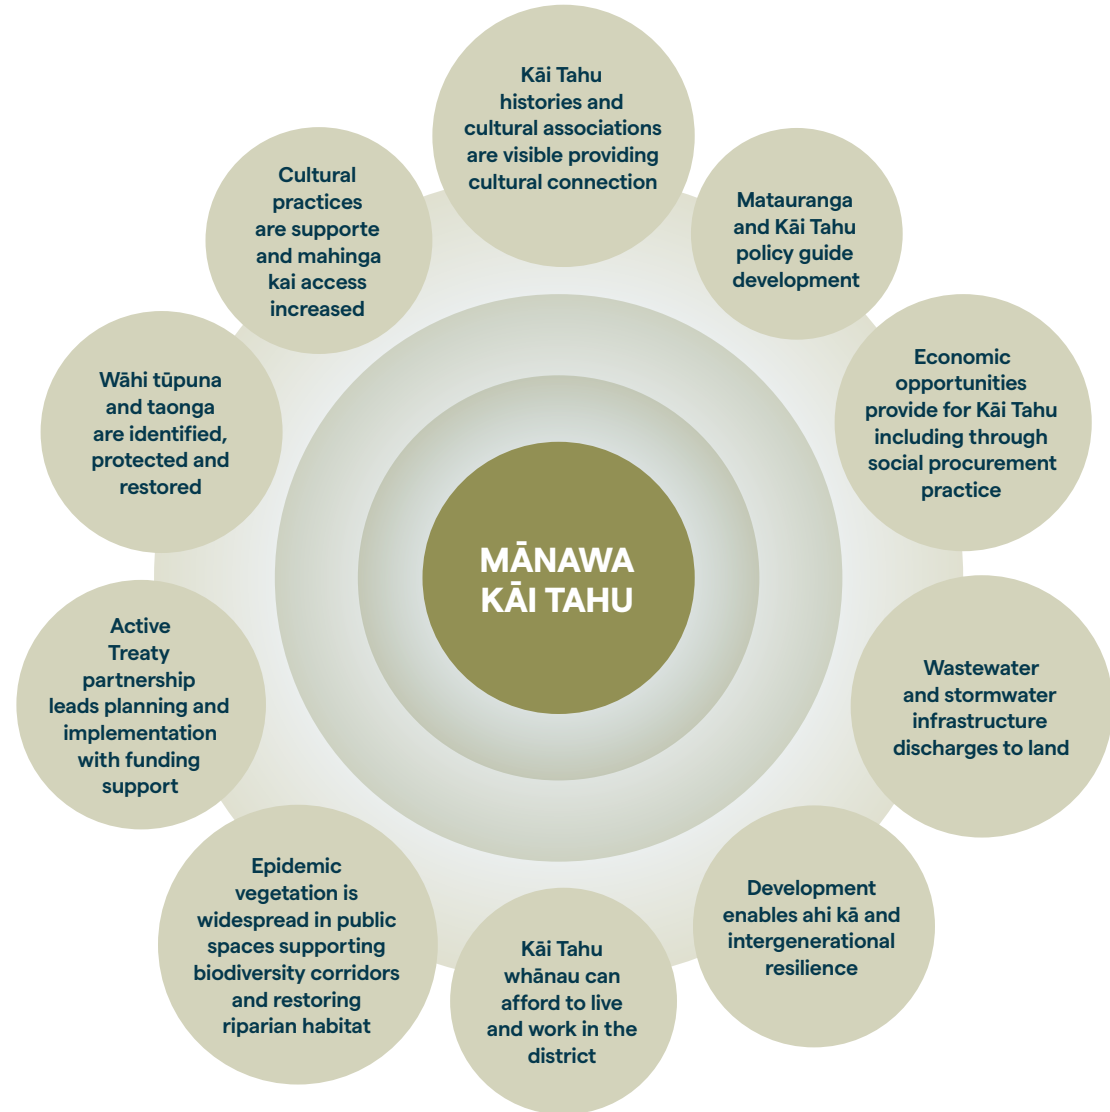 Kāi Tahu
histories and
cultural associations
are visible providing
cultural connection
Matauranga
and Kāi Tahu
policy guide
development
Economic
opportunities
provide for Kāi Tahu
including through
social procurement
practice
Wastewater
and stormwater
infrastructure
discharges to land
Development
enables ahi kā and
intergenerational
resilience
Kāi Tahu
whānau can
afford to live
and work in the
district
Epidemic
vegetation is
widespread in public
spaces supporting
biodiversity corridors
and restoring
riparian habitat
Active
Treaty
partnership
leads planning and
implementation
with funding
support
Wāhi tūpuna
and taonga
are identified,
protected and
restored
Cultural
practices
are supporte
and mahinga
kai access
increased
MĀNAWA
KĀI TAHU